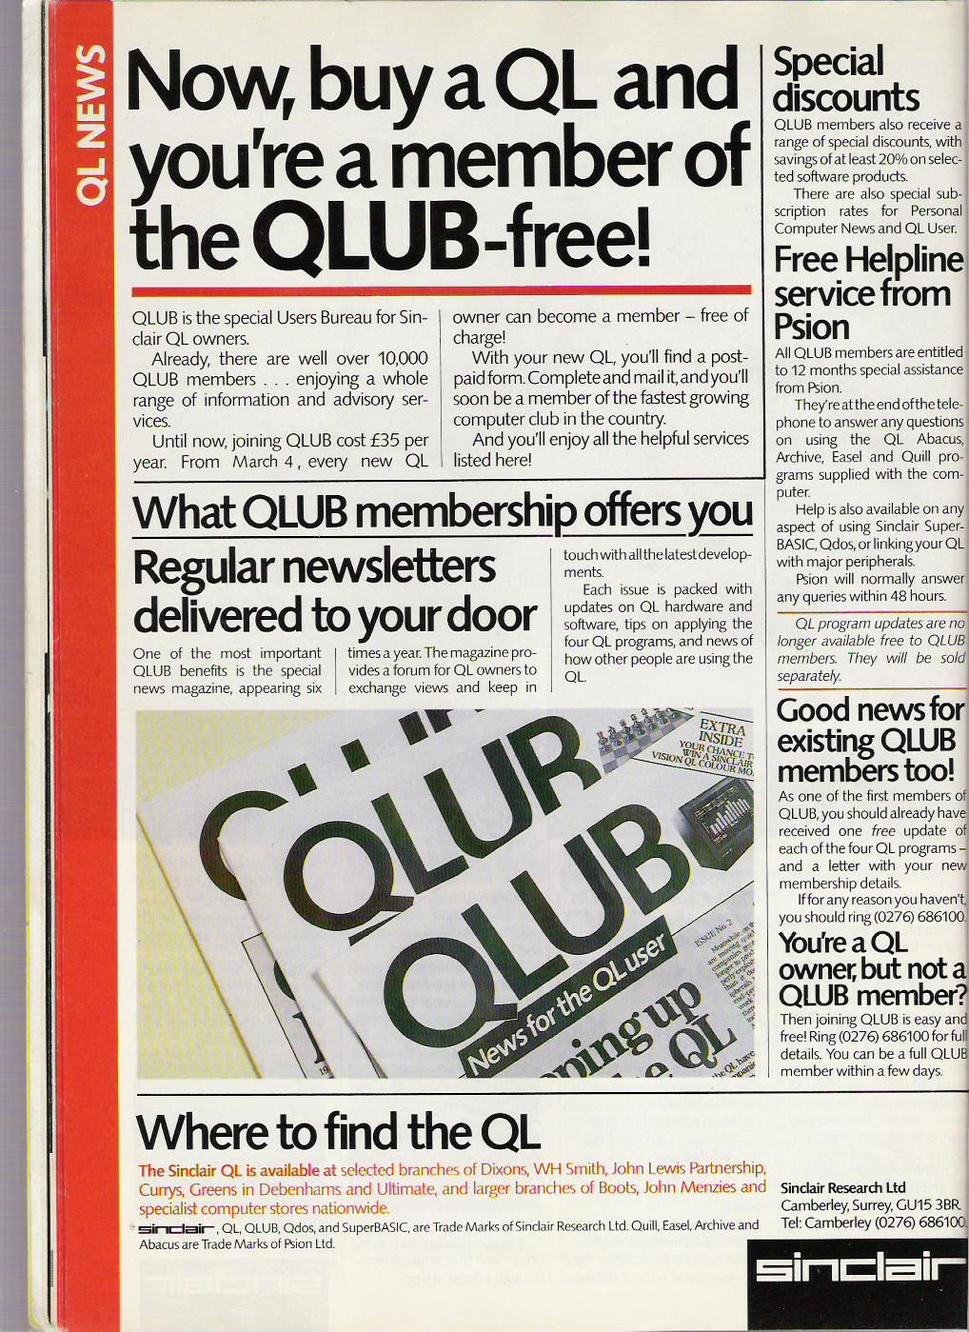 QL NEWS
Now, buy a QL and
you're a member of
the QLUB-free!
QLUB is the special Users Bureau for Sin-
clair QL owners.
Already, there are well over 10,000
QLUB members . . . enjoying a whole
range of information and advisory ser-
vices.
Until now, joining QLUB cost £35 per
year. From March 4, every new QL
owner can become a member – free of
charge!
With your new QL, you'll find a post-
paid form. Complete and mail it, and you'll
soon be a member of the fastest growing
computer club in the country.
And you'll enjoy all the helpful services
listed here!
What QLUB membership offers you
Regular newsletters
delivered to your door
One of the most important
QLUB benefits is the special
news magazine, appearing six
times a year. The magazine pro-
vides a forum for QL owners to
exchange views and keep in
touch with all the latest develop-
ments.
Each issue is packed with
updates on QL hardware and
software, tips on applying the
four QL programs, and news of
how other people are using the
QL.
QLUB
EXTRA
INSIDE
YOUR CHANCE T
WIN A SINCLAIR
VISION QL COLOUR MO
QLUB
ISSUE No. 2
News for the QL user
ping up
e QL
Special
discounts
QLUB members also receive a
range of special discounts, with
savings of at least 20% on selec-
ted software products.
There are also special sub-
scription rates for Personal
Computer News and QL User.
Free Helpline
service from
Psion
All QLUB members are entitled
to 12 months special assistance
from Psion.
They're at the end of the tele-
phone to answer any questions
on using the QL Abacus,
Archive, Easel and Quill pro-
grams supplied with the com-
puter.
Help is also available on any
aspect of using Sinclair Super-
BASIC, Qdos, or linking your QL
with major peripherals.
Psion will normally answer
any queries within 48 hours.
QL program updates are no
longer available free to QLUB
members. They will be sold
separately.
Good news for
existing QLUB
members too!
As one of the first members of
QLUB, you should already have
received one free update of
each of the four QL programs –
and a letter with your new
membership details.
If for any reason you haven't,
you should ring (0276) 686100.
You're a QL
owner, but not a
QLUB member?
Then joining QLUB is easy and
free! Ring (0276) 686100 for full
details. You can be a full QLUB
member within a few days.
Where to find the QL
The Sinclair QL is available at selected branches of Dixons, WH Smith, John Lewis Partnership,
Currys, Greens in Debenhams and Ultimate, and larger branches of Boots, John Menzies and
specialist computer stores nationwide.
sinclair, QL, QLUB, Qdos, and SuperBASIC, are Trade Marks of Sinclair Research Ltd. Quill, Easel, Archive and
Abacus are Trade Marks of Psion Ltd.
Sinclair Research Ltd
Camberley, Surrey, GU15 3BR.
Tel: Camberley (0276) 686100.
sinclair